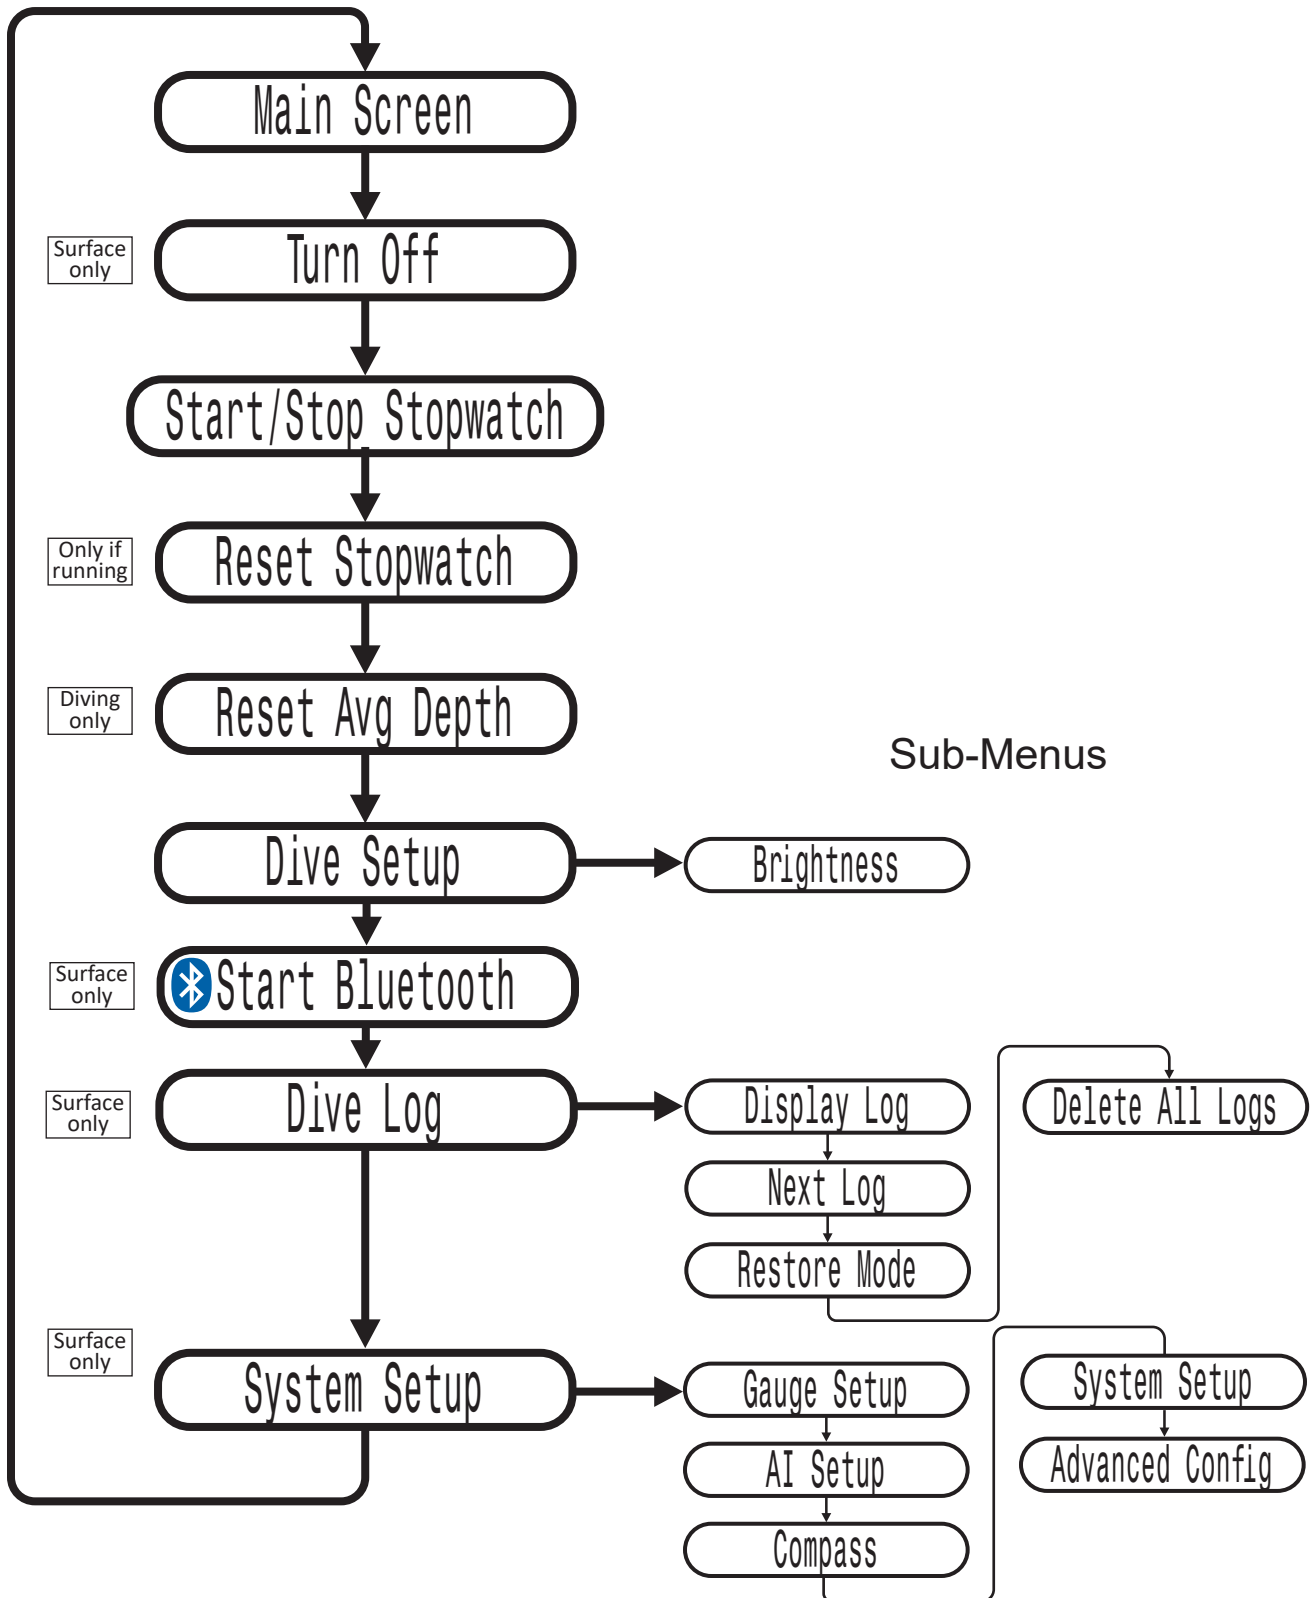 Main Screen
Surface
only
Turn Off
Start/Stop Stopwatch
Only if
running
Reset Stopwatch
Diving
only
Reset Avg Depth
Sub-Menus
Dive Setup
Brightness
Surface
only
Start Bluetooth
Surface
only
Dive Log
Display Log
Delete All Logs
Next Log
Restore Mode
Surface
only
System Setup
Gauge Setup
System Setup
AI Setup
Advanced Config
Compass